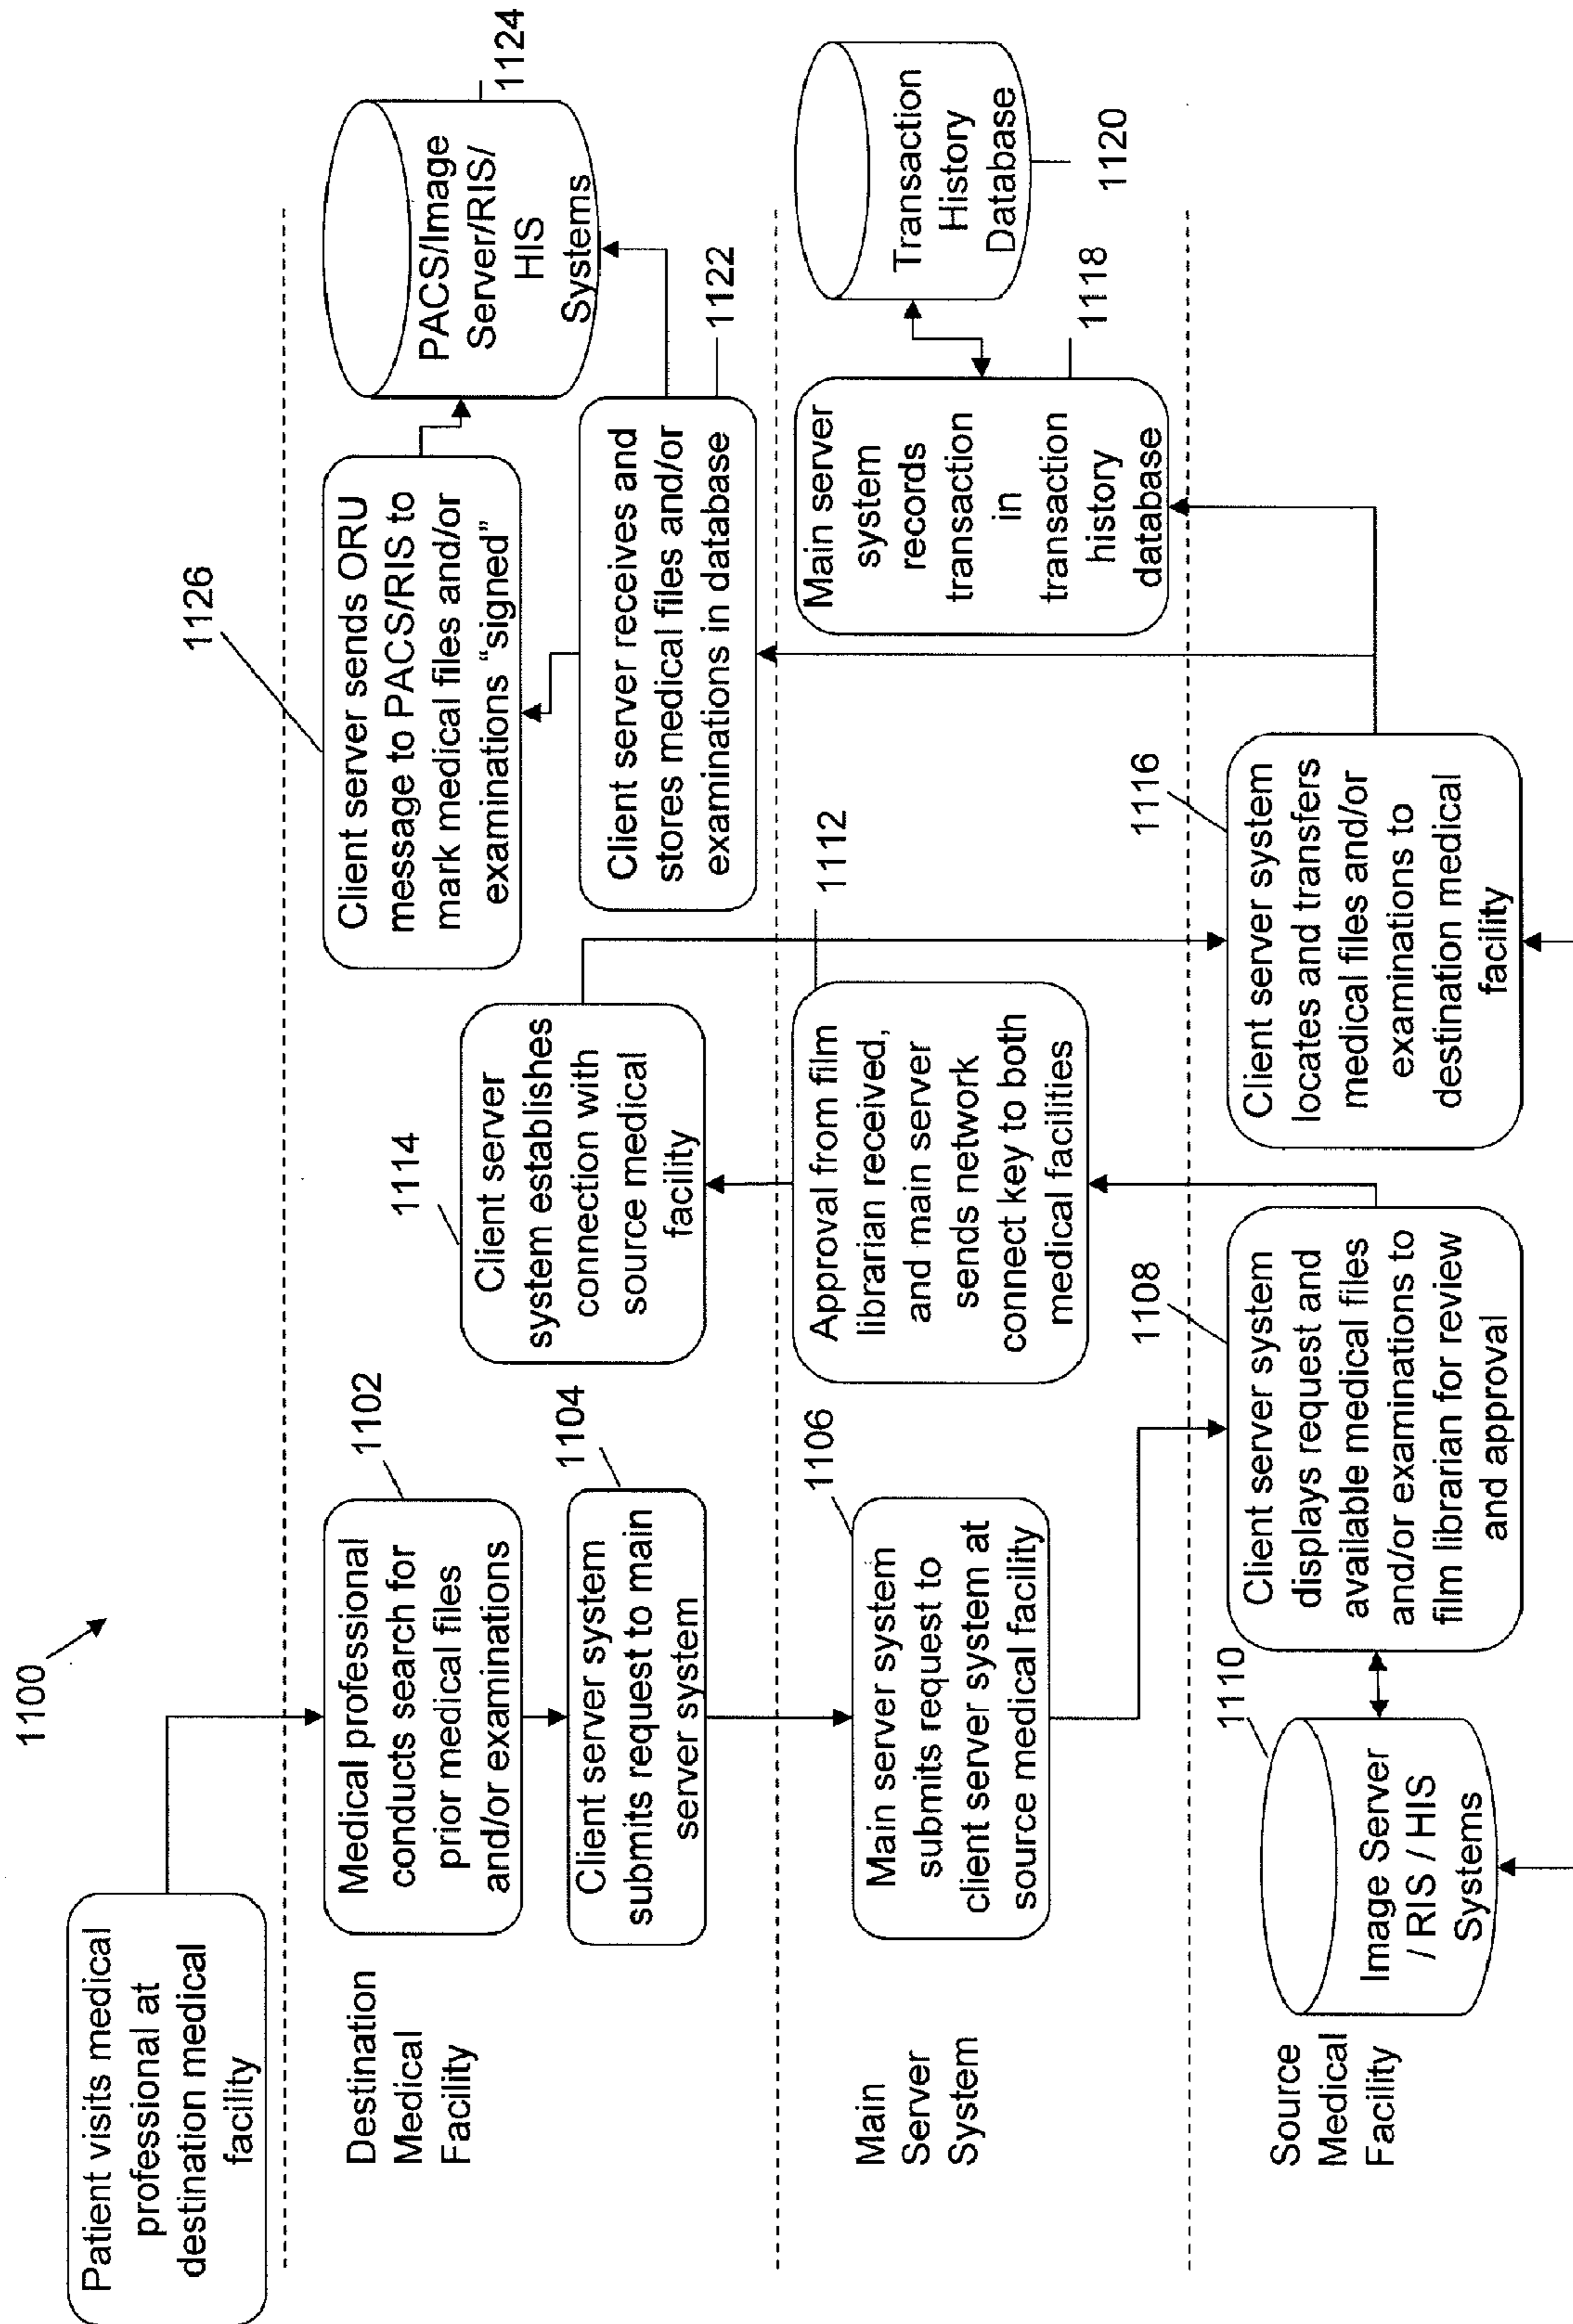 1100
Patient visits medical
professional at
destination medical
facility
Destination
Medical
Facility
1102
Medical professional
conducts search for
prior medical files
and/or examinations
1104
Client server system
submits request to main
server system
1114
Client server
system establishes
connection with
source medical
facility
1126
Client server sends ORU
message to PACS/RIS to
mark medical files and/or
examinations “signed”
1122
Client server receives and
stores medical files and/or
examinations in database
1124
PACS/Image
Server/RIS/
HIS
Systems
Main
Server
System
1106
Main server system
submits request to
client server system at
source medical facility
1112
Approval from film
librarian received,
and main server
sends network
connect key to both
medical facilities
1118
Main server
system
records
transaction
in
transaction
history
database
1120
Transaction
History
Database
Source
Medical
Facility
1110
Image Server
/ RIS / HIS
Systems
1108
Client server system
displays request and
available medical files
and/or examinations to
film librarian for review
and approval
1116
Client server system
locates and transfers
medical files and/or
examinations to
destination medical
facility